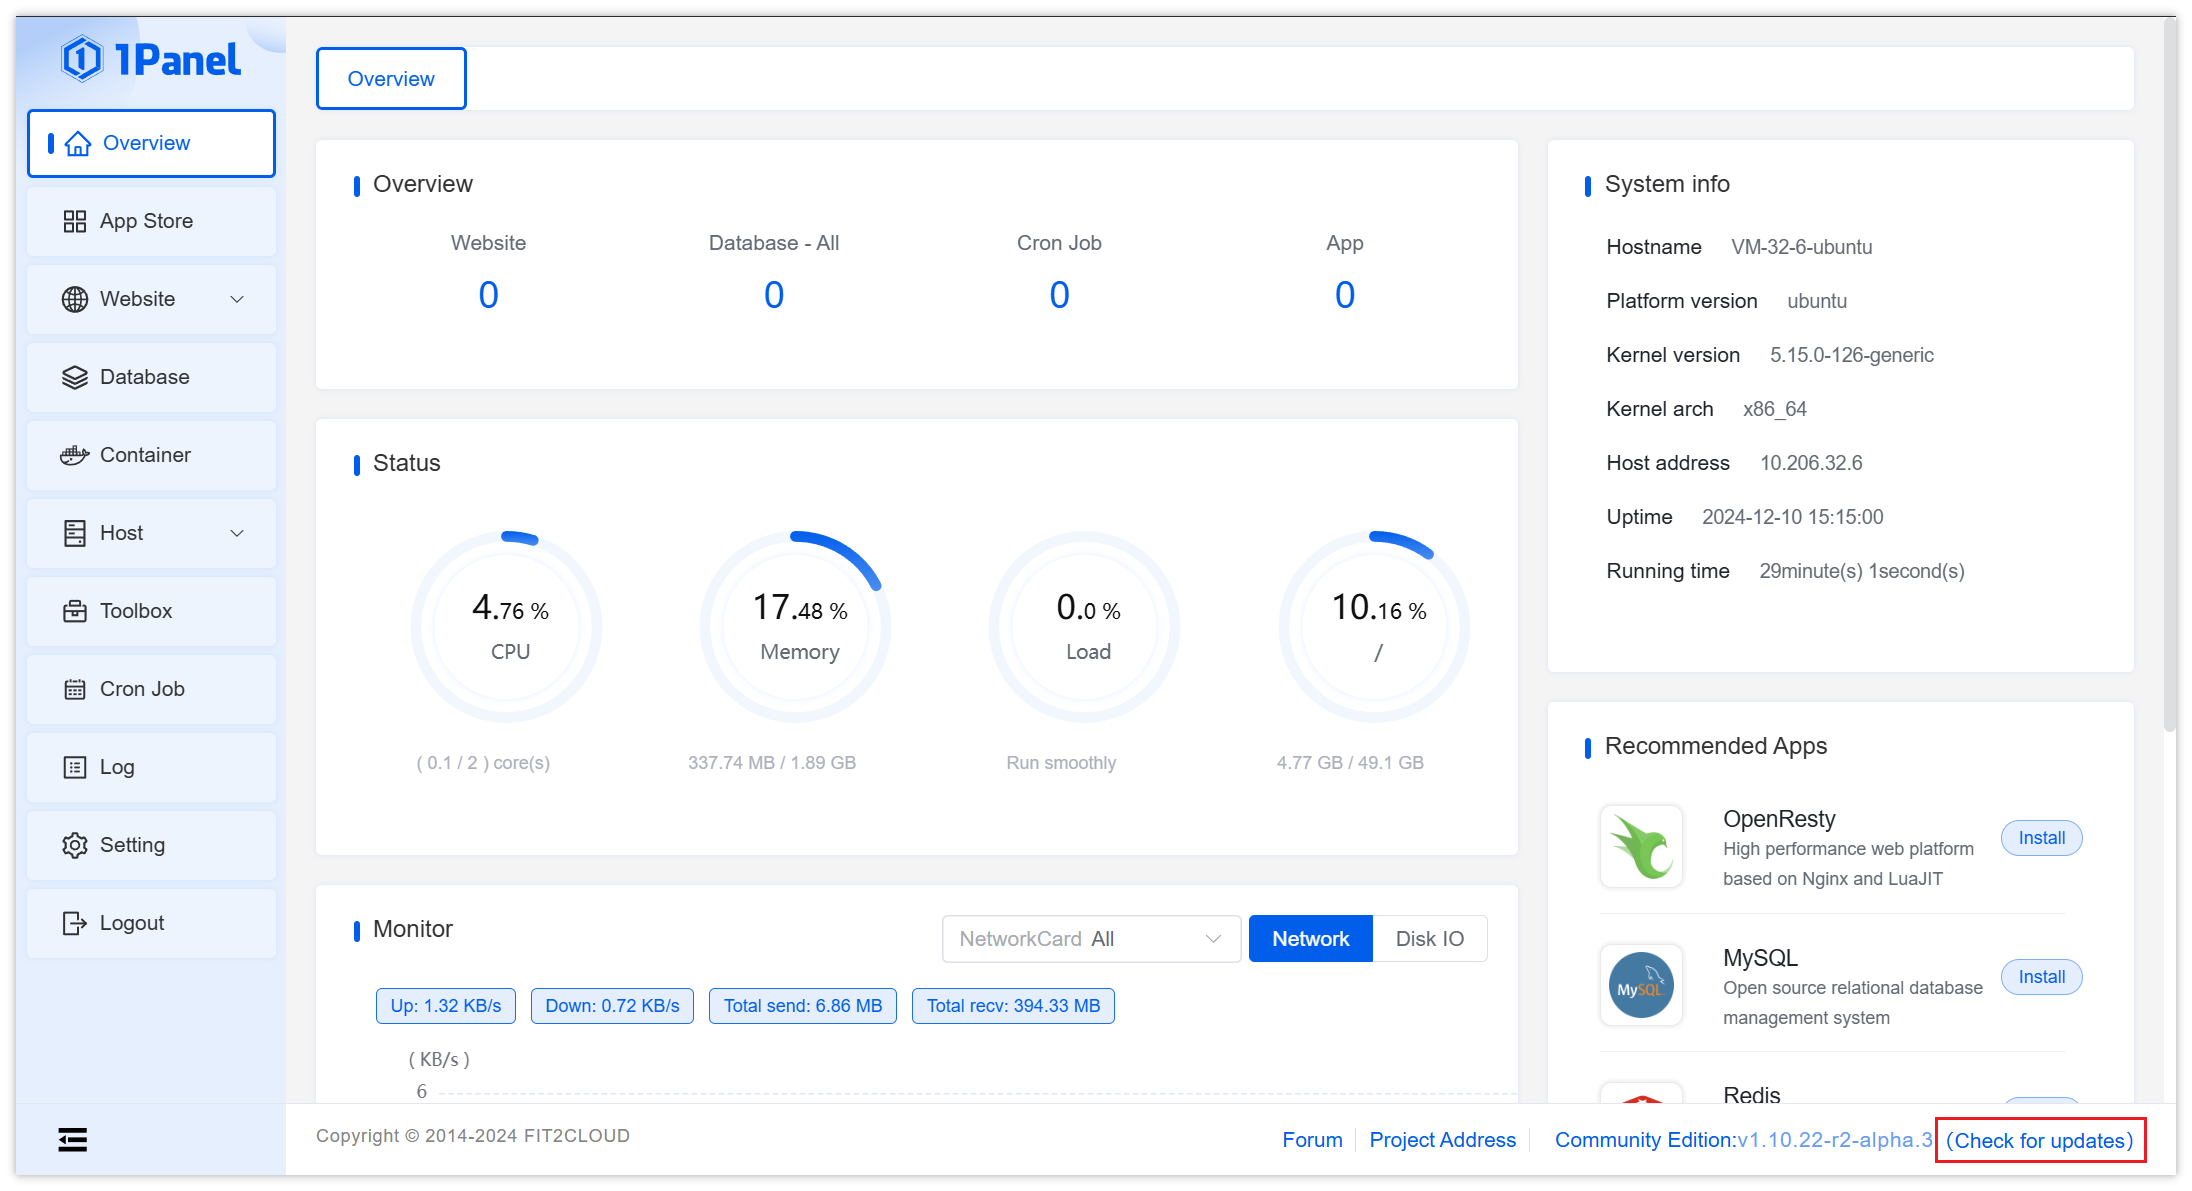 1Panel
Overview
App Store
Website
Database
Container
Host
Toolbox
Cron Job
Log
Setting
Logout
Overview
Overview
Website
0
Database - All
0
Cron Job
0
App
0
Status
4.76 %
CPU
( 0.1 / 2 ) core(s)
17.48 %
Memory
337.74 MB / 1.89 GB
0.0 %
Load
Run smoothly
10.16 %
/
4.77 GB / 49.1 GB
Monitor
NetworkCard All
Network
Disk IO
Up: 1.32 KB/s
Down: 0.72 KB/s
Total send: 6.86 MB
Total recv: 394.33 MB
( KB/s )
6
System info
Hostname VM-32-6-ubuntu
Platform version ubuntu
Kernel version 5.15.0-126-generic
Kernel arch x86_64
Host address 10.206.32.6
Uptime 2024-12-10 15:15:00
Running time 29minute(s) 1second(s)
Recommended Apps
OpenResty
High performance web platform
based on Nginx and LuaJIT
Install
MySQL
MySQL
Open source relational database
management system
Install
Redis
Copyright © 2014-2024 FIT2CLOUD
Forum
Project Address
Community Edition:v1.10.22-r2-alpha.3 (Check for updates)